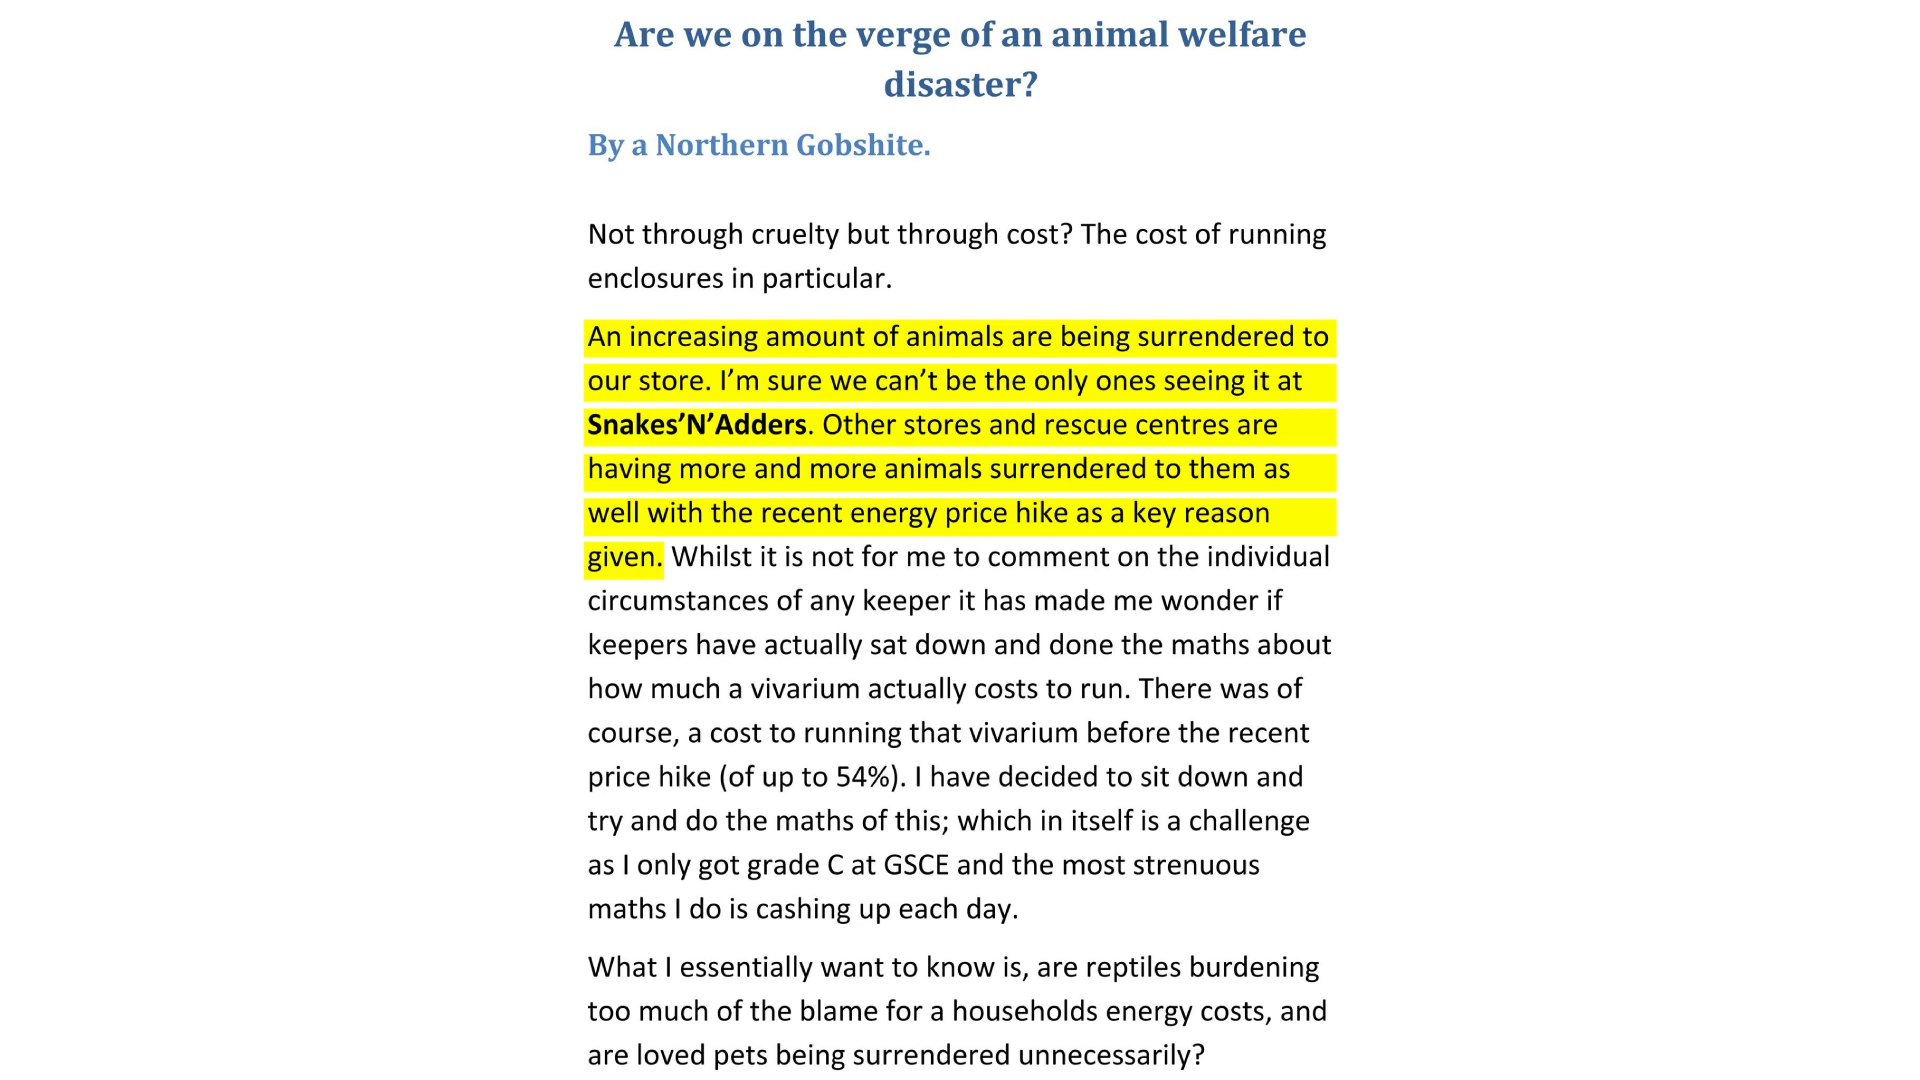 Are we on the verge of an animal welfare
disaster?
By a Northern Gobshite.
Not through cruelty but through cost? The cost of running
enclosures in particular.
An increasing amount of animals are being surrendered to
our store. I’m sure we can’t be the only ones seeing it at
Snakes’N’Adders. Other stores and rescue centres are
having more and more animals surrendered to them as
well with the recent energy price hike as a key reason
given. Whilst it is not for me to comment on the individual
circumstances of any keeper it has made me wonder if
keepers have actually sat down and done the maths about
how much a vivarium actually costs to run. There was of
course, a cost to running that vivarium before the recent
price hike (of up to 54%). I have decided to sit down and
try and do the maths of this; which in itself is a challenge
as I only got grade C at GSCE and the most strenuous
maths I do is cashing up each day.
What I essentially want to know is, are reptiles burdening
too much of the blame for a households energy costs, and
are loved pets being surrendered unnecessarily?